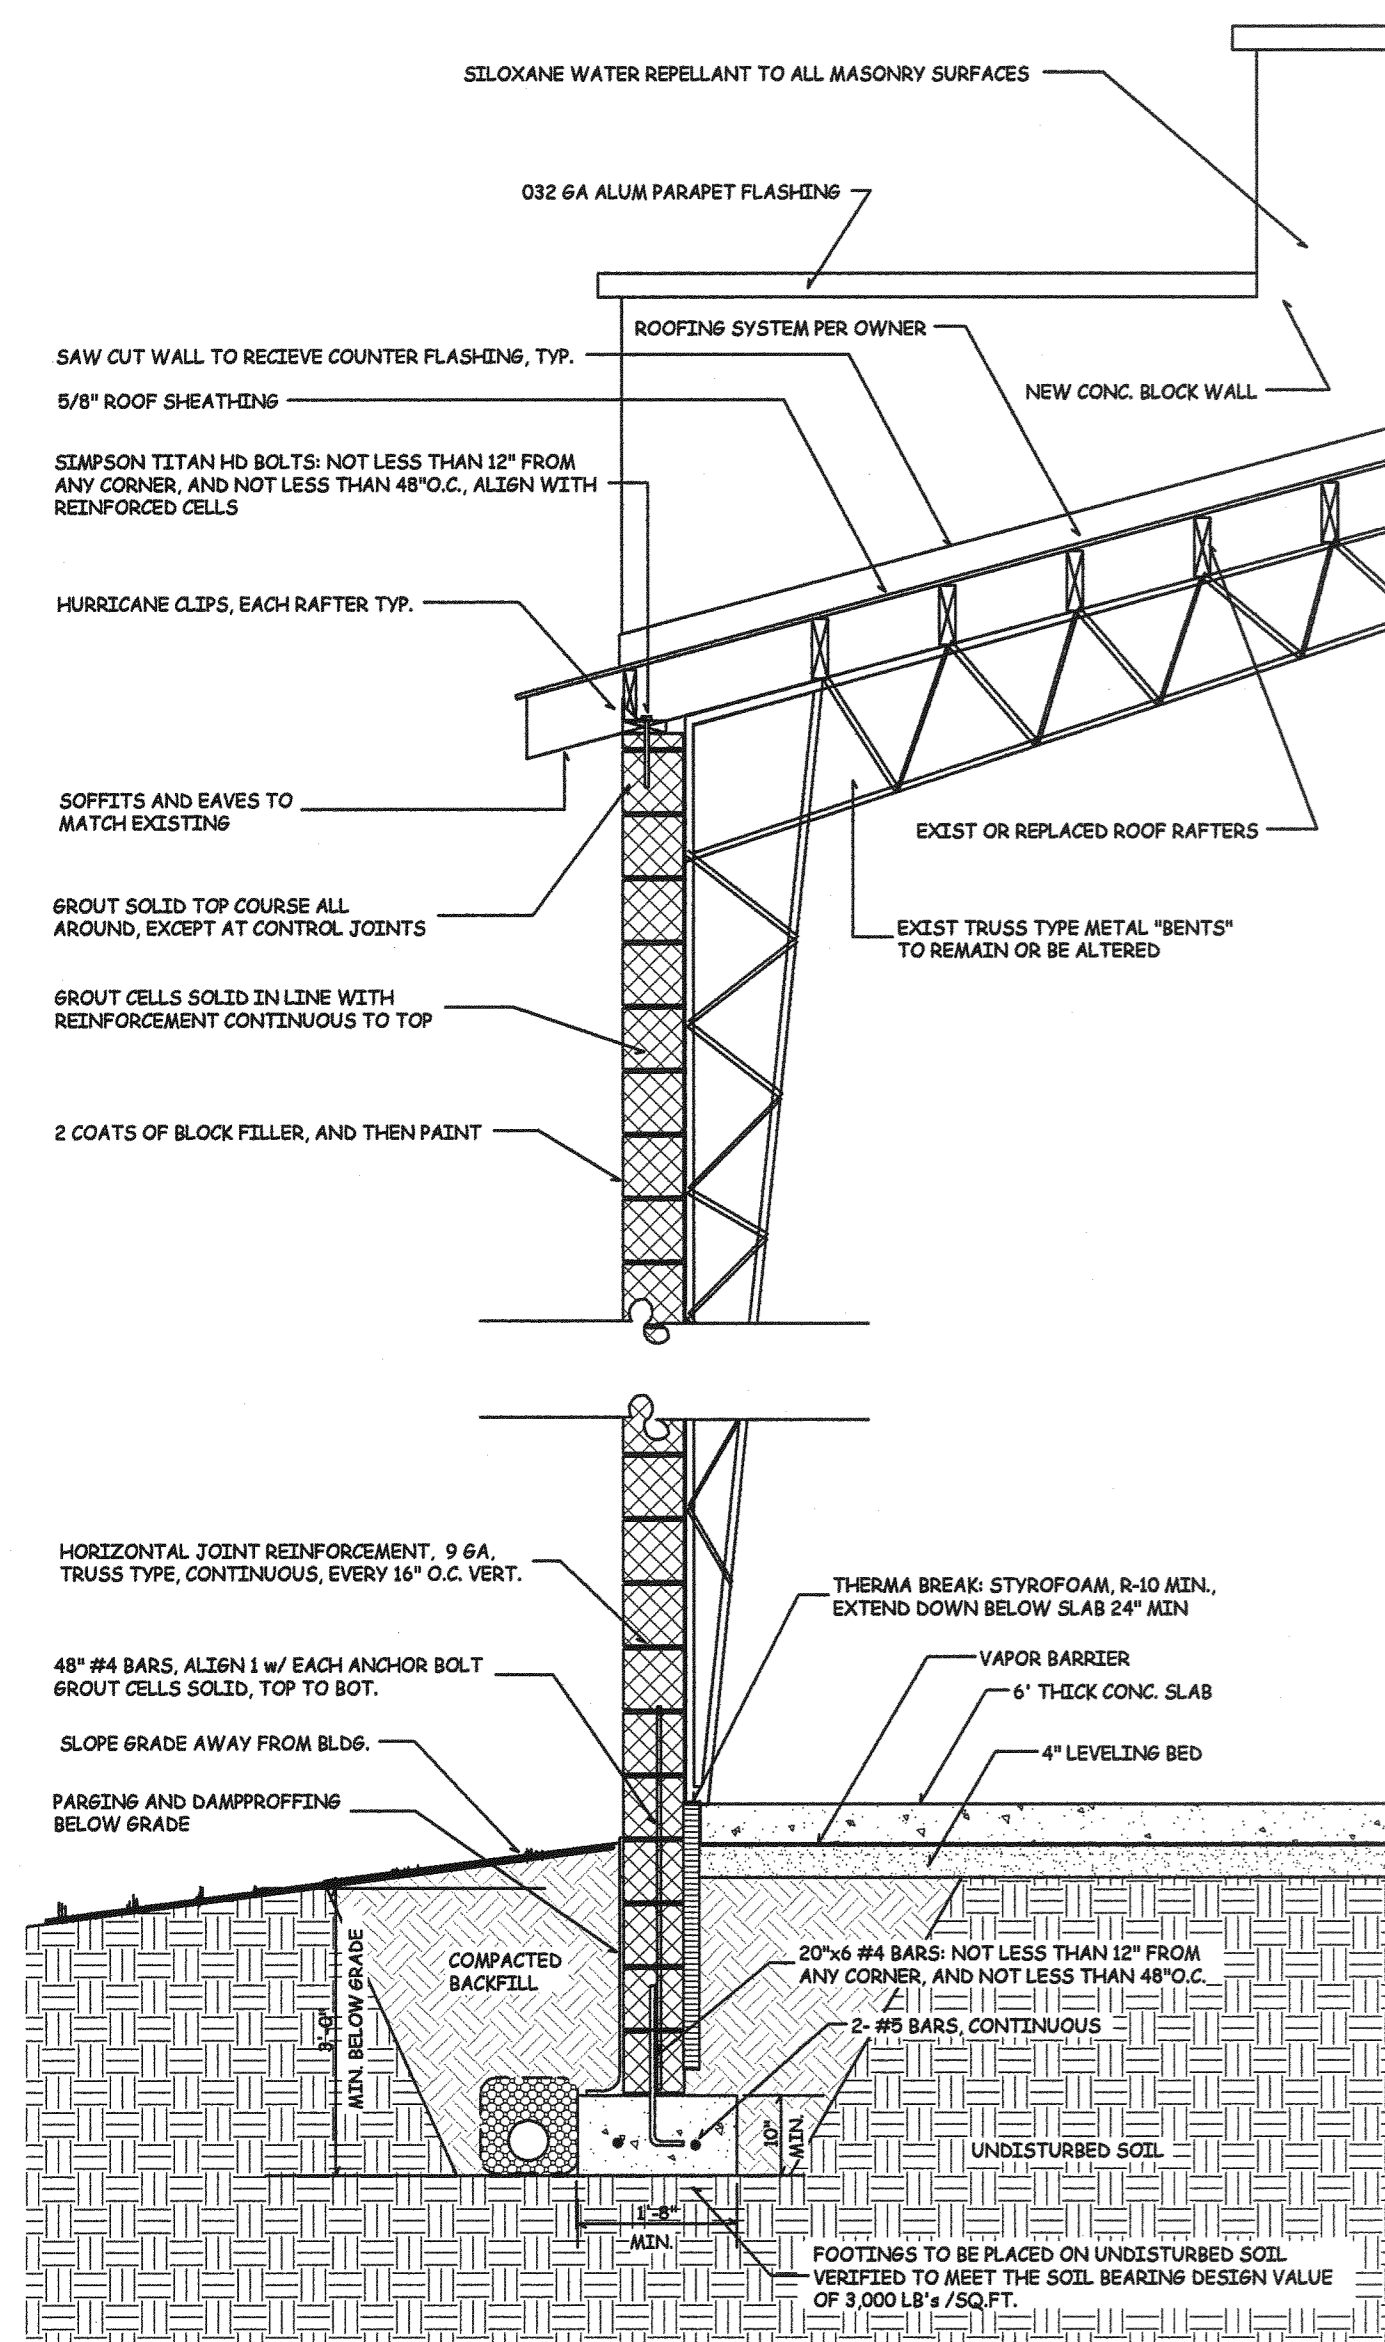 SILOXANE WATER REPELLANT TO ALL MASONRY SURFACES
032 GA ALUM PARAPET FLASHING
ROOFING SYSTEM PER OWNER
SAW CUT WALL TO RECIEVE COUNTER FLASHING, TYP.
NEW CONC. BLOCK WALL
5/8" ROOF SHEATHING
SIMPSON TITAN HD BOLTS: NOT LESS THAN 12" FROM
ANY CORNER, AND NOT LESS THAN 48"O.C., ALIGN WITH
REINFORCED CELLS
HURRICANE CLIPS, EACH RAFTER TYP.
SOFFITS AND EAVES TO
MATCH EXISTING
EXIST OR REPLACED ROOF RAFTERS
GROUT SOLID TOP COURSE ALL
AROUND, EXCEPT AT CONTROL JOINTS
EXIST TRUSS TYPE METAL "BENTS"
TO REMAIN OR BE ALTERED
GROUT CELLS SOLID IN LINE WITH
REINFORCEMENT CONTINUOUS TO TOP
2 COATS OF BLOCK FILLER, AND THEN PAINT
HORIZONTAL JOINT REINFORCEMENT, 9 GA,
TRUSS TYPE, CONTINUOUS, EVERY 16" O.C. VERT.
THERMA BREAK: STYROFOAM, R-10 MIN.,
EXTEND DOWN BELOW SLAB 24" MIN
48" #4 BARS, ALIGN 1 w/ EACH ANCHOR BOLT
GROUT CELLS SOLID, TOP TO BOT.
VAPOR BARRIER
6' THICK CONC. SLAB
SLOPE GRADE AWAY FROM BLDG.
4" LEVELING BED
PARGING AND DAMPPROFFING
BELOW GRADE
COMPACTED
BACKFILL
3'-0"
MIN. BELOW GRADE
20"x6 #4 BARS: NOT LESS THAN 12" FROM
ANY CORNER, AND NOT LESS THAN 48"O.C.
2- #5 BARS, CONTINUOUS
10"
MIN.
UNDISTURBED SOIL
1'-8"
MIN.
FOOTINGS TO BE PLACED ON UNDISTURBED SOIL
VERIFIED TO MEET THE SOIL BEARING DESIGN VALUE
OF 3,000 LB's /SQ.FT.